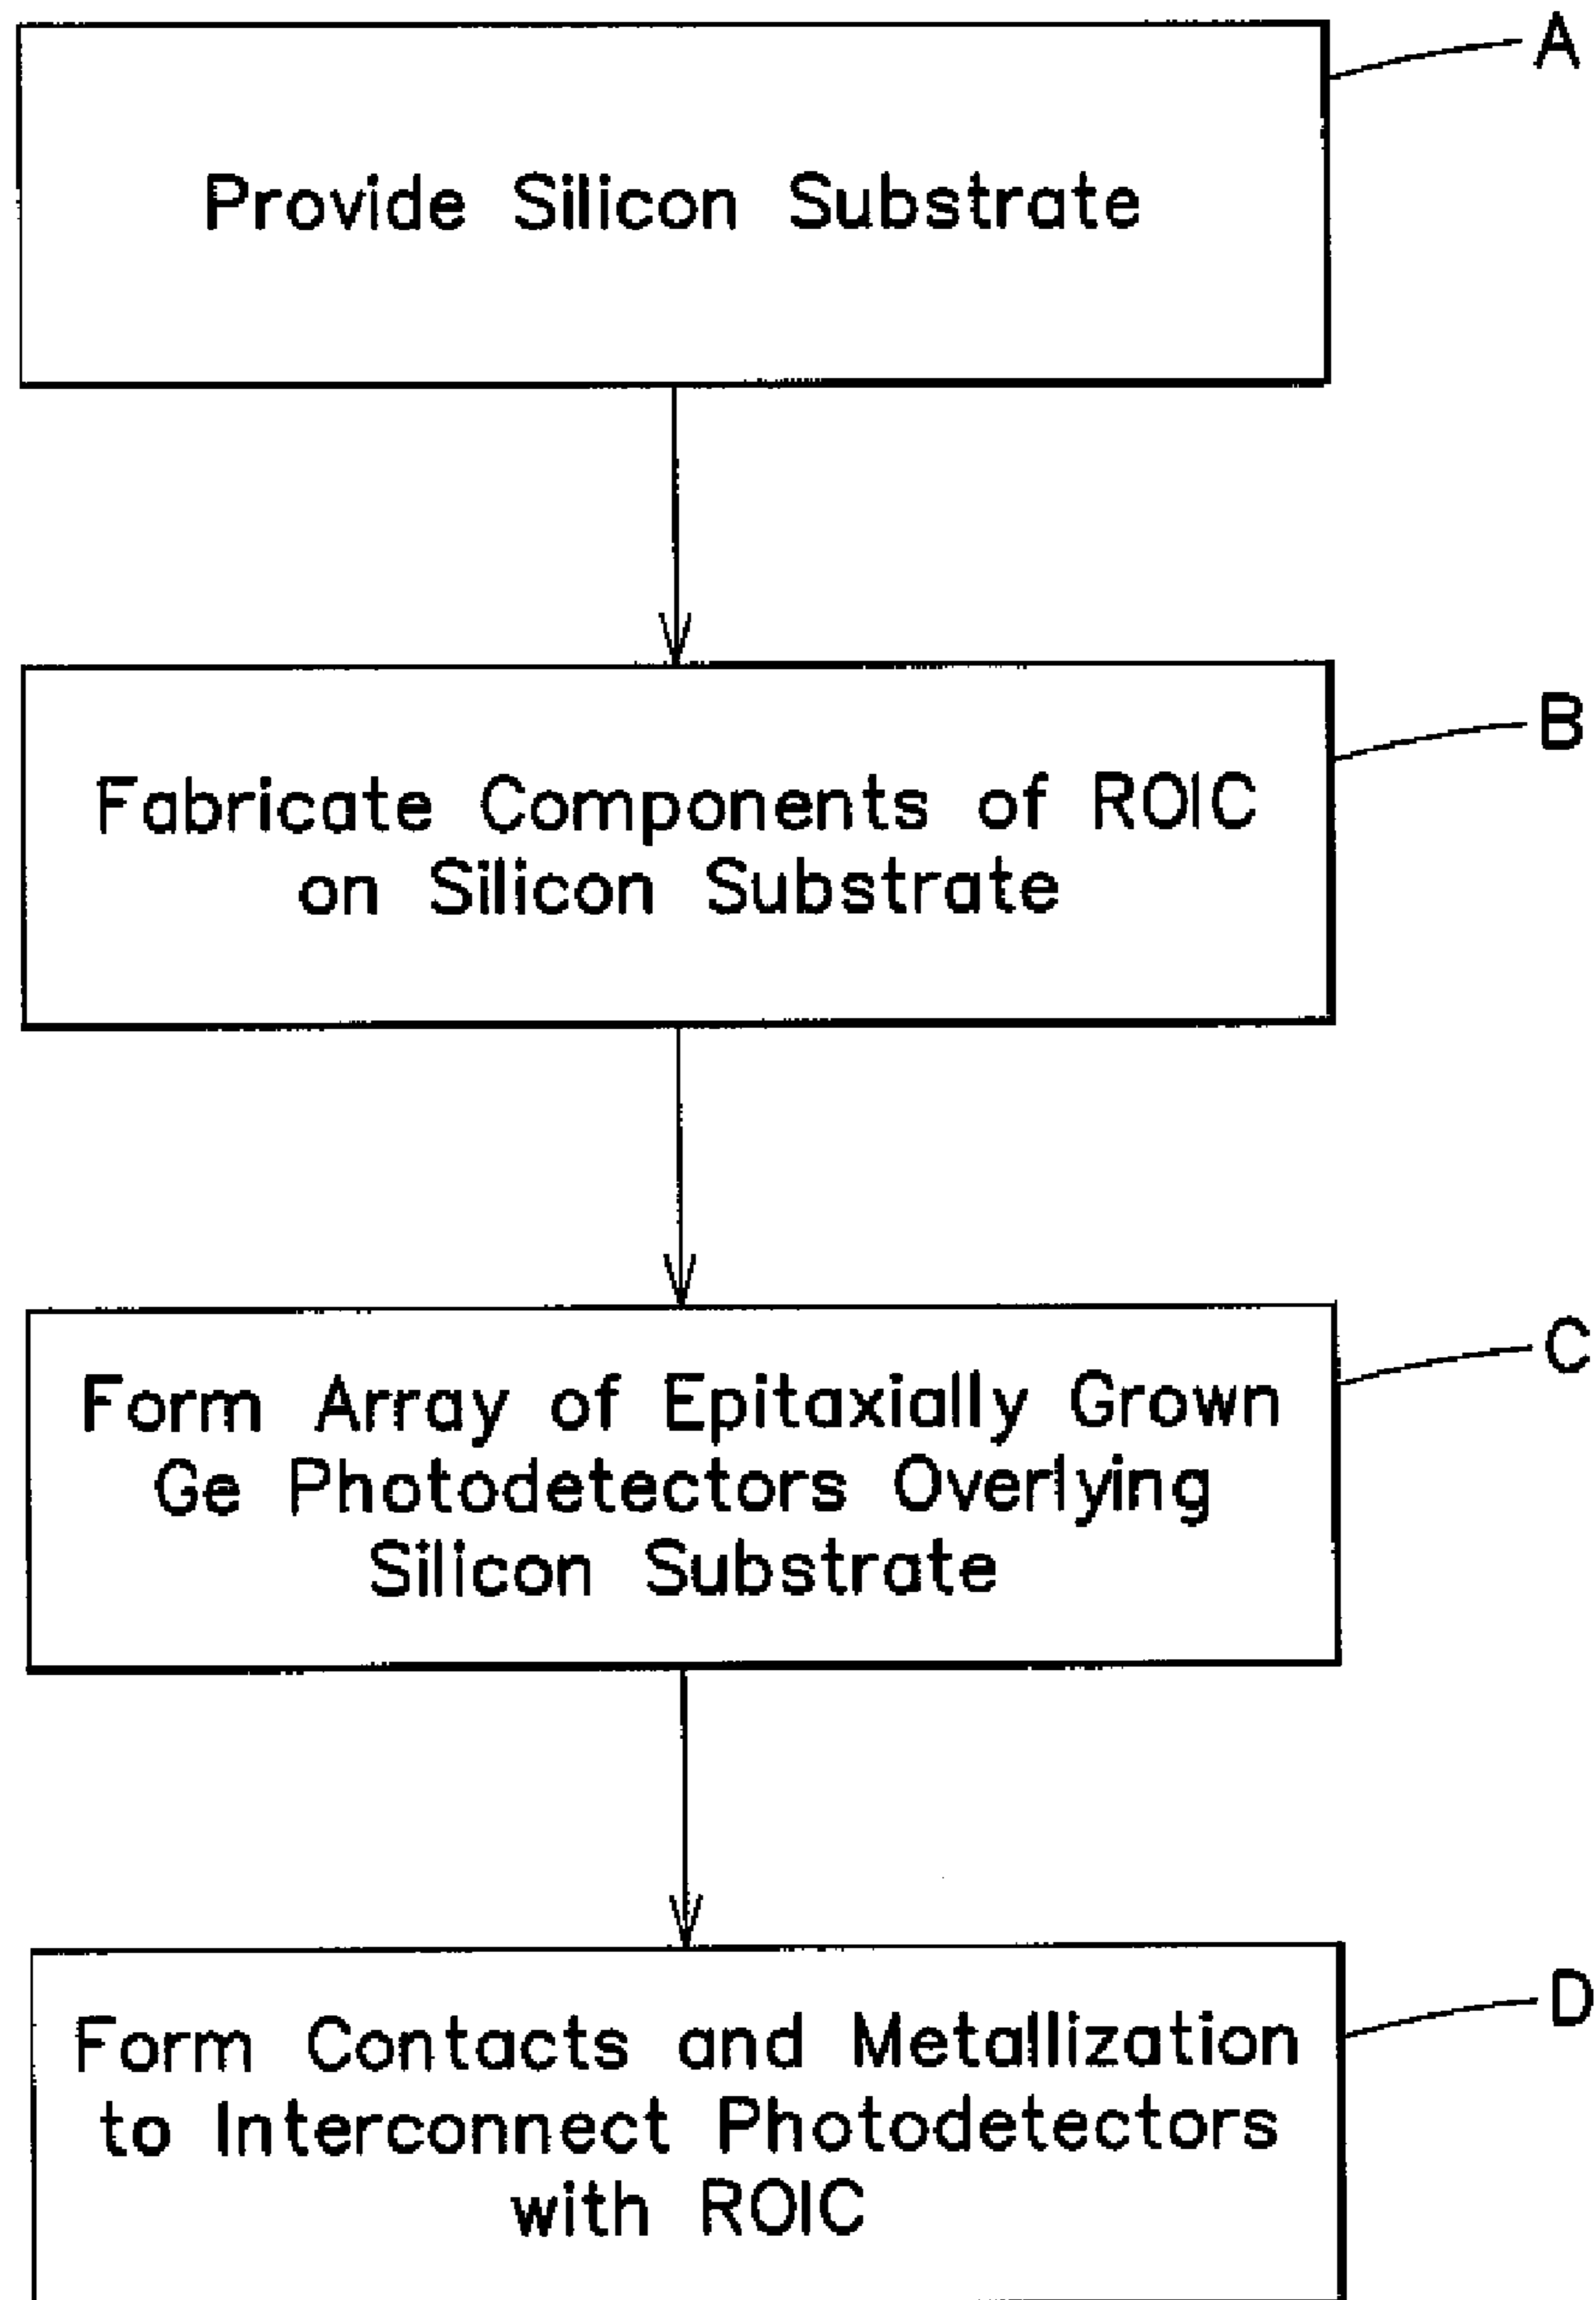 A
Provide Silicon Substrate
B
Fabricate Components of ROIC
on Silicon Substrate
C
Form Array of Epitaxially Grown
Ge Photodetectors Overlying
Silicon Substrate
D
Form Contacts and Metallization
to Interconnect Photodetectors
with ROIC